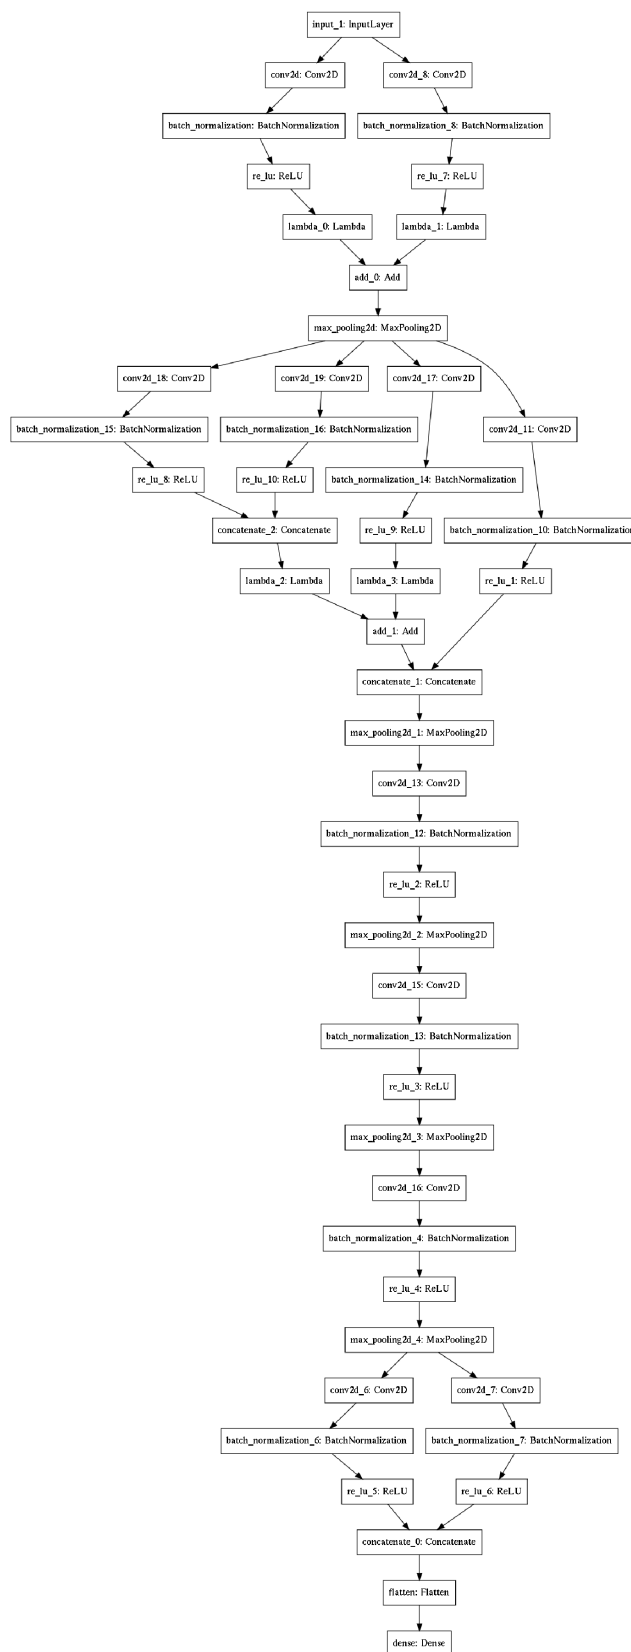 input_1: InputLayer
conv2d: Conv2D
conv2d_8: Conv2D
batch_normalization: BatchNormalization
batch_normalization_8: BatchNormalization
re_lu: ReLU
re_lu_7: ReLU
lambda_0: Lambda
lambda_1: Lambda
add_0: Add
max_pooling2d: MaxPooling2D
conv2d_18: Conv2D
conv2d_19: Conv2D
conv2d_17: Conv2D
batch_normalization_15: BatchNormalization
batch_normalization_16: BatchNormalization
conv2d_11: Conv2D
re_lu_8: ReLU
re_lu_10: ReLU
batch_normalization_14: BatchNormalization
concatenate_2: Concatenate
re_lu_9: ReLU
batch_normalization_10: BatchNormalization
lambda_2: Lambda
lambda_3: Lambda
re_lu_1: ReLU
add_1: Add
concatenate_1: Concatenate
max_pooling2d_1: MaxPooling2D
conv2d_13: Conv2D
batch_normalization_12: BatchNormalization
re_lu_2: ReLU
max_pooling2d_2: MaxPooling2D
conv2d_15: Conv2D
batch_normalization_13: BatchNormalization
re_lu_3: ReLU
max_pooling2d_3: MaxPooling2D
conv2d_16: Conv2D
batch_normalization_4: BatchNormalization
re_lu_4: ReLU
max_pooling2d_4: MaxPooling2D
conv2d_6: Conv2D
conv2d_7: Conv2D
batch_normalization_6: BatchNormalization
batch_normalization_7: BatchNormalization
re_lu_5: ReLU
re_lu_6: ReLU
concatenate_0: Concatenate
flatten: Flatten
dense: Dense